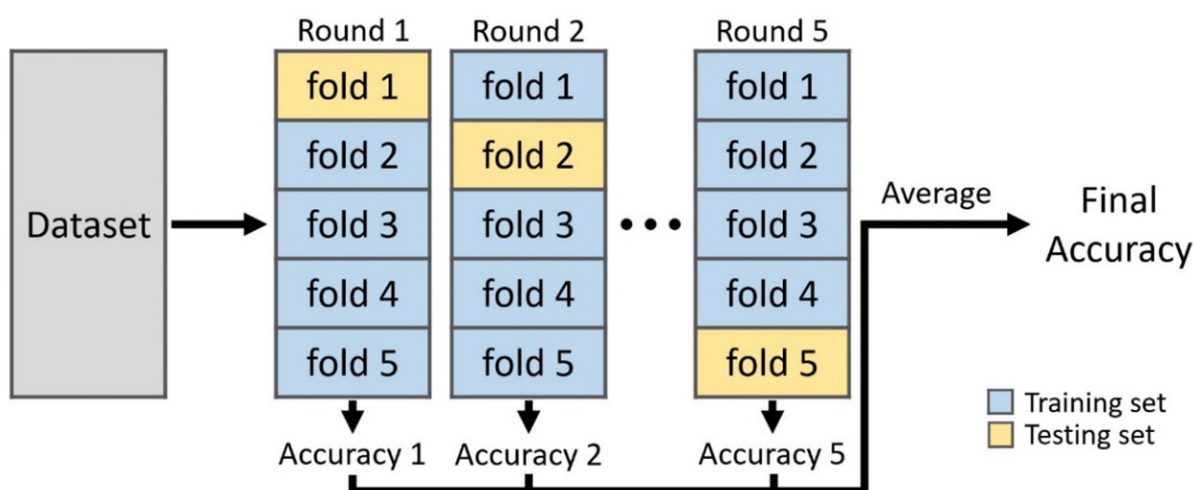 Round 1
Round 2
Round 5
Dataset
fold 1
fold 2
fold 3
fold 4
fold 5
fold 1
fold 2
fold 3
fold 4
fold 5
•••
fold 1
fold 2
fold 3
fold 4
fold 5
Accuracy 1
Accuracy 2
Accuracy 5
Average
Final
Accuracy
Training set
Testing set